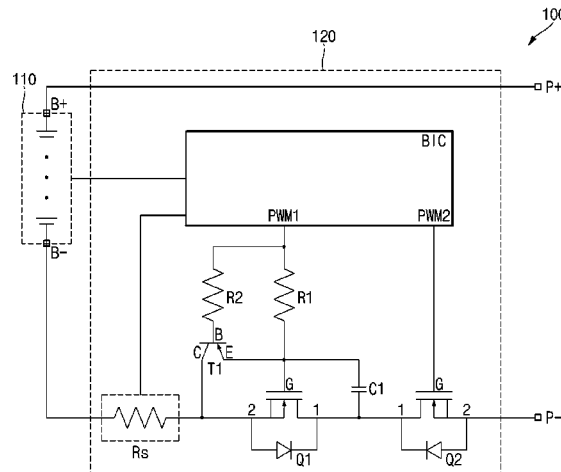 100
120
110
B+
P+
BIC
PWM1 PWM2
B-
R2 R1
B
C E
T1
G C1 G
2 1 1 2 P-
Rs Q1 Q2